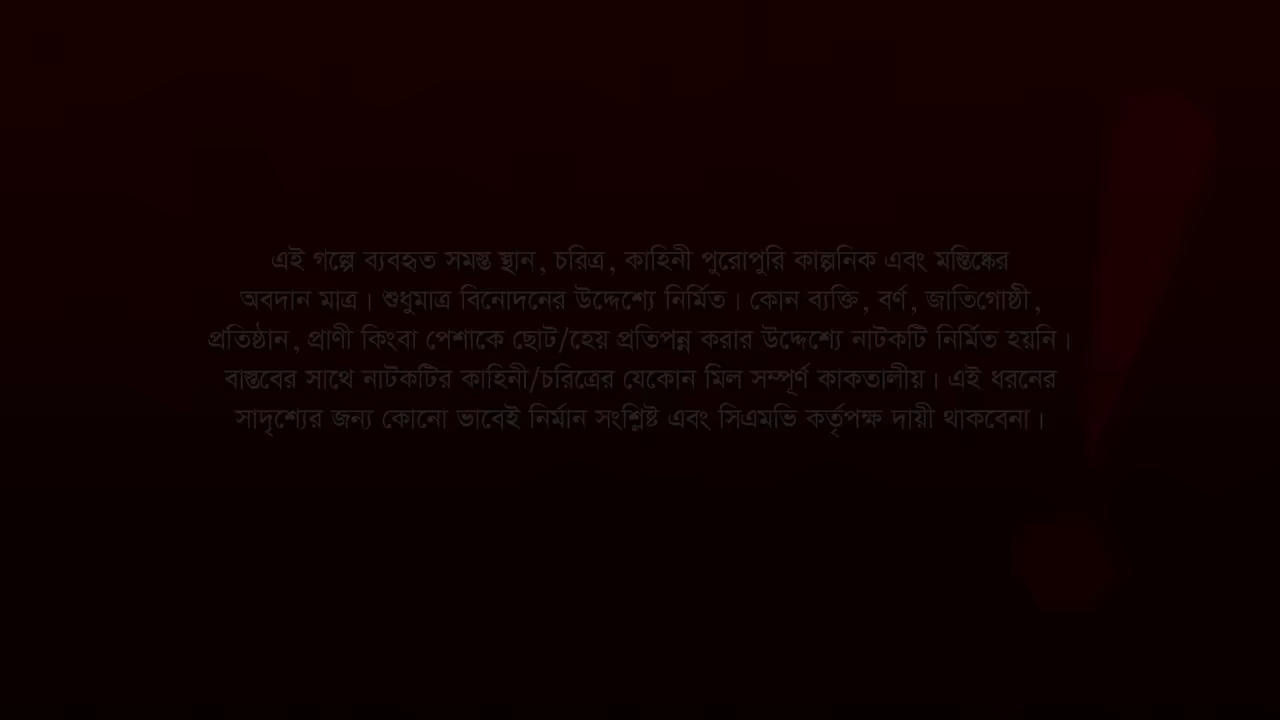 এই গল্পে ব্যবহৃত সমস্ত স্থান, চরিত্র, কাহিনী পুরোপুরি কাল্পনিক এবং মস্তিষ্কের
অবদান মাত্র। শুধুমাত্র বিনোদনের উদ্দেশ্যে নির্মিত। কোন ব্যক্তি, বর্ণ, জাতিগোষ্ঠী,
প্রতিষ্ঠান, প্রাণী কিংবা পেশাকে ছোট/হেয় প্রতিপন্ন করার উদ্দেশ্যে নাটকটি নির্মিত হয়নি।
বাস্তবের সাথে নাটকটির কাহিনী/চরিত্রের যেকোন মিল সম্পূর্ণ কাকতালীয়। এই ধরনের
সাদৃশ্যের জন্য কোনো ভাবেই নির্মান সংশ্লিষ্ট এবং সিএমভি কর্তৃপক্ষ দায়ী থাকবেনা।